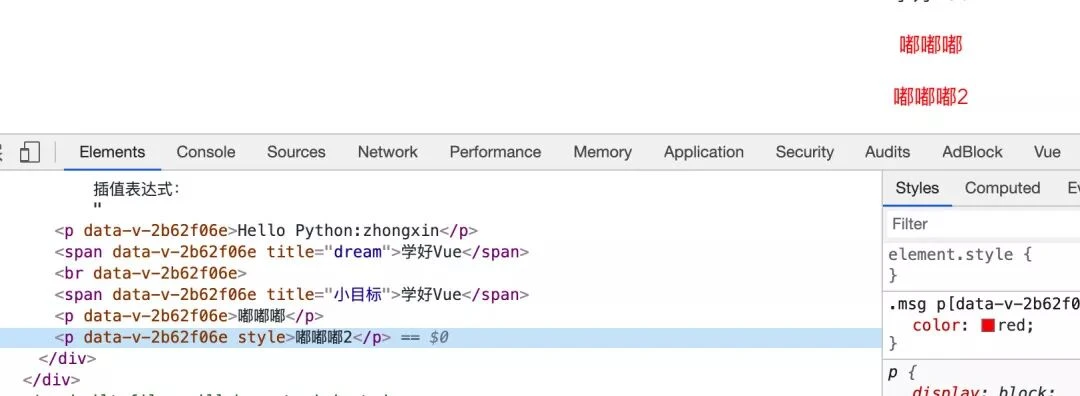 嘟嘟嘟
嘟嘟嘟2
Elements Console Sources Network Performance Memory Application Security Audits AdBlock Vue
插值表达式：
"
<p data-v-2b62f06e>Hello Python:zhongxin</p>
<span data-v-2b62f06e title="dream">学好Vue</span>
<br data-v-2b62f06e>
<span data-v-2b62f06e title="小目标">学好Vue</span>
<p data-v-2b62f06e>嘟嘟嘟</p>
<p data-v-2b62f06e style>嘟嘟嘟2</p> == $0
</div>
</div>
Styles Computed
Filter
element.style {
}
.msg p[data-v-2b62f0
color: red;
}
p {
display: block;